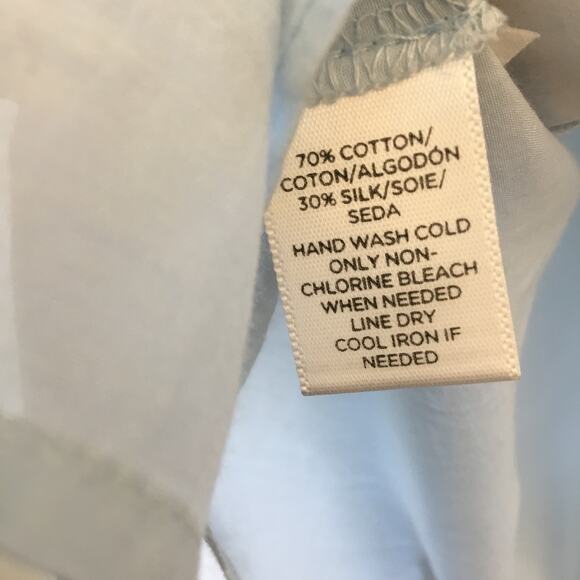 70% COTTON/
COTON/ALGODÓN
30% SILK/SOIE/
SEDA
HAND WASH COLD
ONLY NON-
CHLORINE BLEACH
WHEN NEEDED
LINE DRY
COOL IRON IF
NEEDED